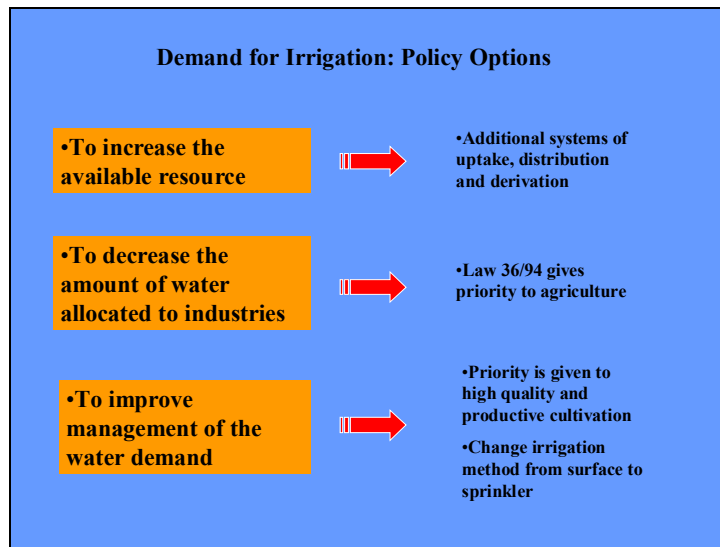 Demand for Irrigation: Policy Options
•To increase the
available resource
•Additional systems of
uptake, distribution
and derivation
•To decrease the
amount of water
allocated to industries
•Law 36/94 gives
priority to agriculture
•To improve
management of the
water demand
•Priority is given to
high quality and
productive cultivation
•Change irrigation
method from surface to
sprinkler